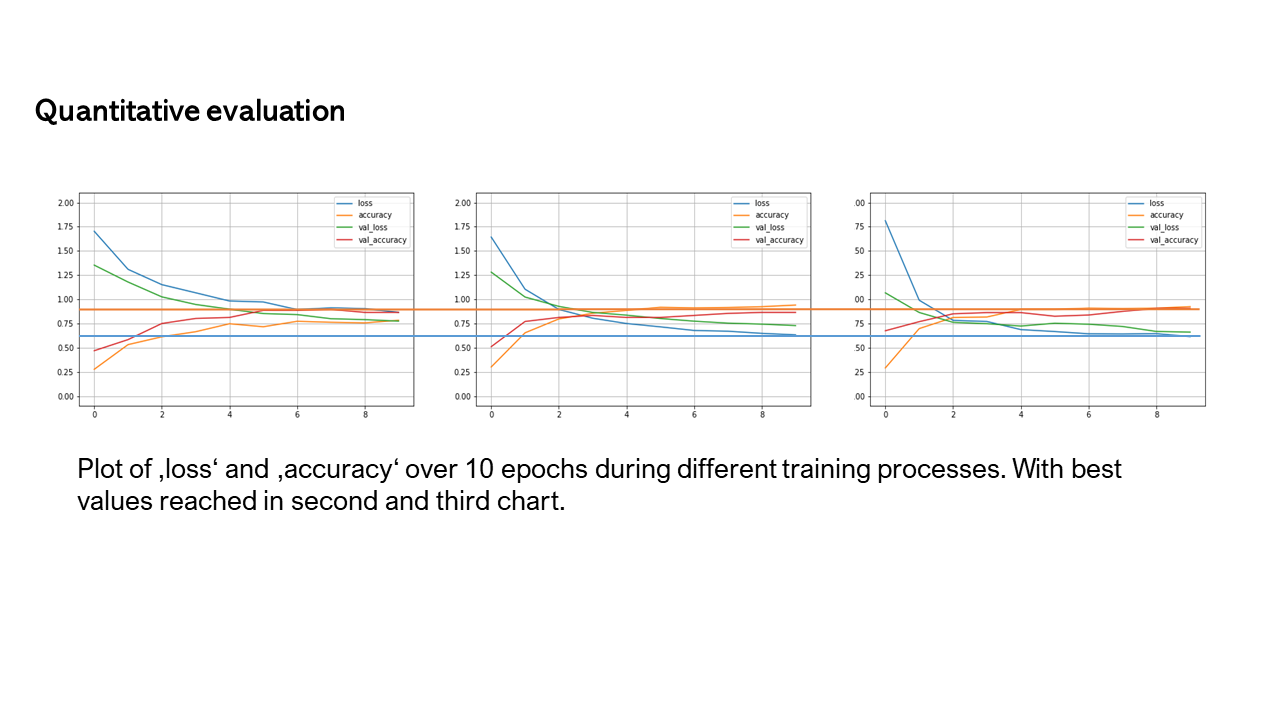 Quantitative evaluation
2.00
1.75
1.50
1.25
1.00
0.75
0.50
0.25
0.00
0 2 4 6 8
loss
accuracy
val_loss
val_accuracy
2.00
1.75
1.50
1.25
1.00
0.75
0.50
0.25
0.00
0 2 4 6 8
loss
accuracy
val_loss
val_accuracy
.00
75
50
25
00
75
.50
25
.00
0 2 4 6 8
loss
accuracy
val_loss
val_accuracy
Plot of ‚loss‘ and ‚accuracy‘ over 10 epochs during different training processes. With best
values reached in second and third chart.